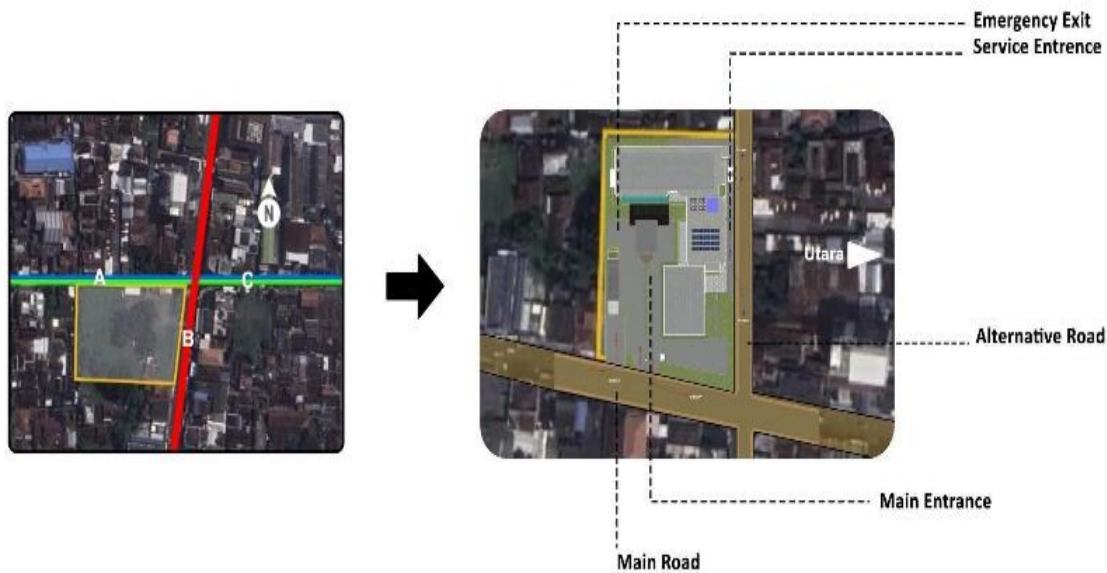 Emergency Exit
Service Entrence
N
A
C
B
Utara
Alternative Road
Main Entrance
Main Road